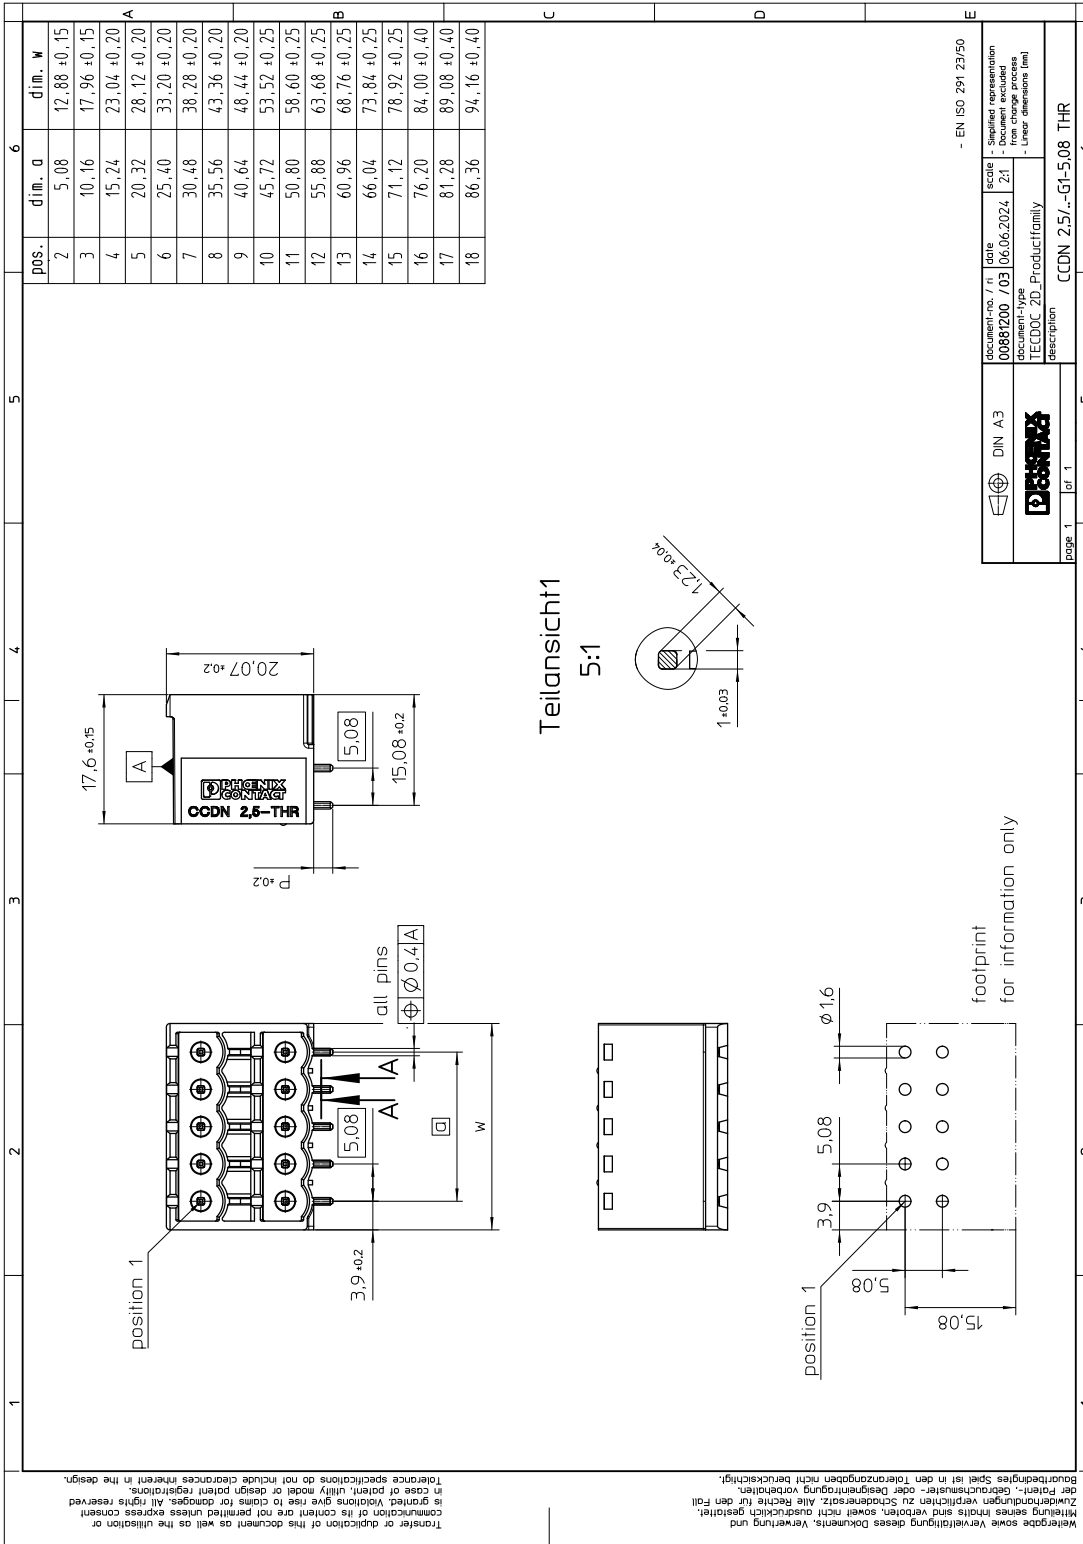 pos. dim. a dim. w
2 5,08 12,88 ±0,15
3 10,16 17,96 ±0,15
4 15,24 23,04 ±0,20
5 20,32 28,12 ±0,20
6 25,40 33,20 ±0,20
7 30,48 38,28 ±0,20
8 35,56 43,36 ±0,20
9 40,64 48,44 ±0,20
10 45,72 53,52 ±0,25
11 50,80 58,60 ±0,25
12 55,88 63,68 ±0,25
13 60,96 68,76 ±0,25
14 66,04 73,84 ±0,25
15 71,12 78,92 ±0,25
16 76,20 84,00 ±0,40
17 81,28 89,08 ±0,40
18 86,36 94,16 ±0,40
1 2 3 4 5 6
A
B
C
D
E
position 1
3,9 ±0,2
5,08
a
w
A A
all pins
Ø 0,4 A
17,6 ±0,15
A
20,07 ±0,2
PHŒNIX
CONTACT
CCDN 2,5-THR
5,08
15,08 ±0,2
P ±0,2
Teilansicht1
5:1
1,23 ±0,04
1 ±0,03
position 1
3,9
5,08
Ø1,6
5,08
15,08
footprint
for information only
- EN ISO 291 23/50
DIN A3
PHŒNIX
CONTACT
page 1 of 1
document-no. / ri
00881200 / 03
date
06.06.2024
scale
2:1
- Simplified representation
- Document excluded
from change process
- Linear dimensions [mm]
document-type
TECDOC 2D_Productfamily
description
CCDN 2,5/..-G1-5,08 THR
Transfer or duplication of this document as well as the utilisation or
communication of its content are not permitted unless express consent
is granted. Violations give rise to claims for damages. All rights reserved
in case of patent, utility model or design patent registrations.
Tolerance specifications do not include clearances inherent in the design.
Weitergabe sowie Vervielfältigung dieses Dokuments, Verwertung und
Mitteilung seines Inhalts sind verboten, soweit nicht ausdrücklich gestattet.
Zuwiderhandlungen verpflichten zu Schadenersatz. Alle Rechte für den Fall
der Patent-, Gebrauchsmuster- oder Designeintragung vorbehalten.
Bauartbedingtes Spiel ist in den Toleranzangaben nicht berücksichtigt.